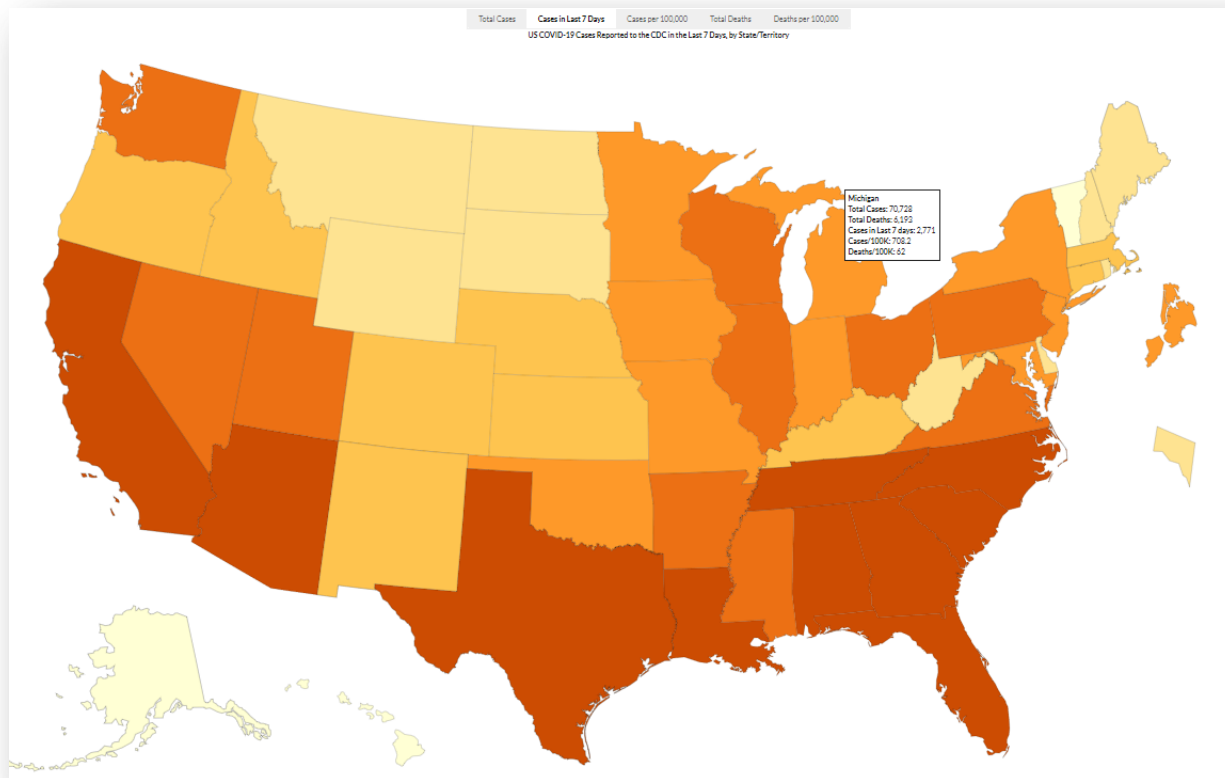 Total Cases Cases in Last 7 Days Cases per 100,000 Total Deaths Deaths per 100,000
US COVID-19 Cases Reported to the CDC in the Last 7 Days, by State/Territory
Michigan
Total Cases: 70,728
Total Deaths: 6,193
Cases in Last 7 days: 2,771
Cases/100K: 708.2
Deaths/100K: 62